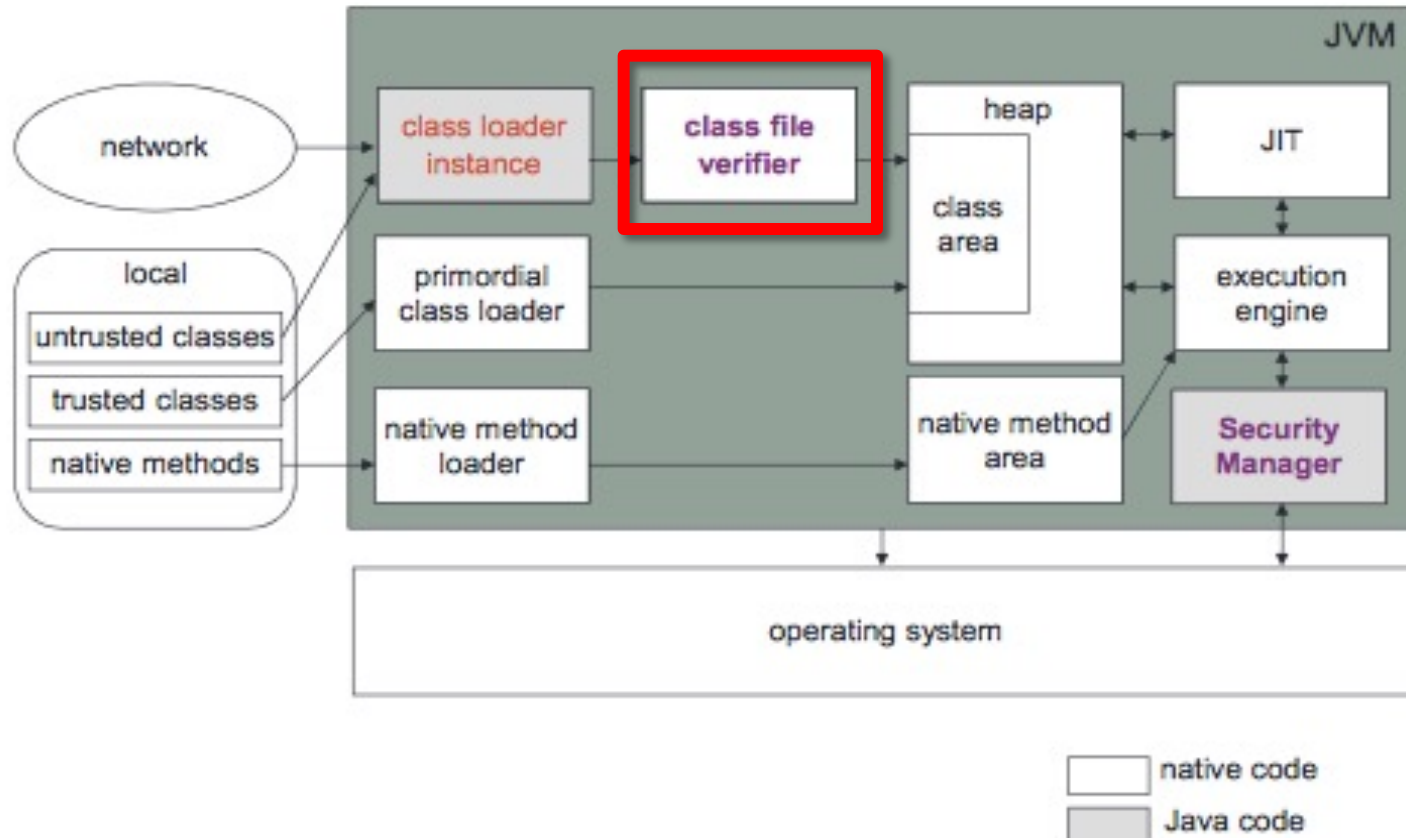 JVM
network
class loader
instance
class file
verifier
heap
class
area
JIT
local
untrusted classes
trusted classes
native methods
primordial
class loader
execution
engine
native method
loader
native method
area
Security
Manager
operating system
native code
Java code